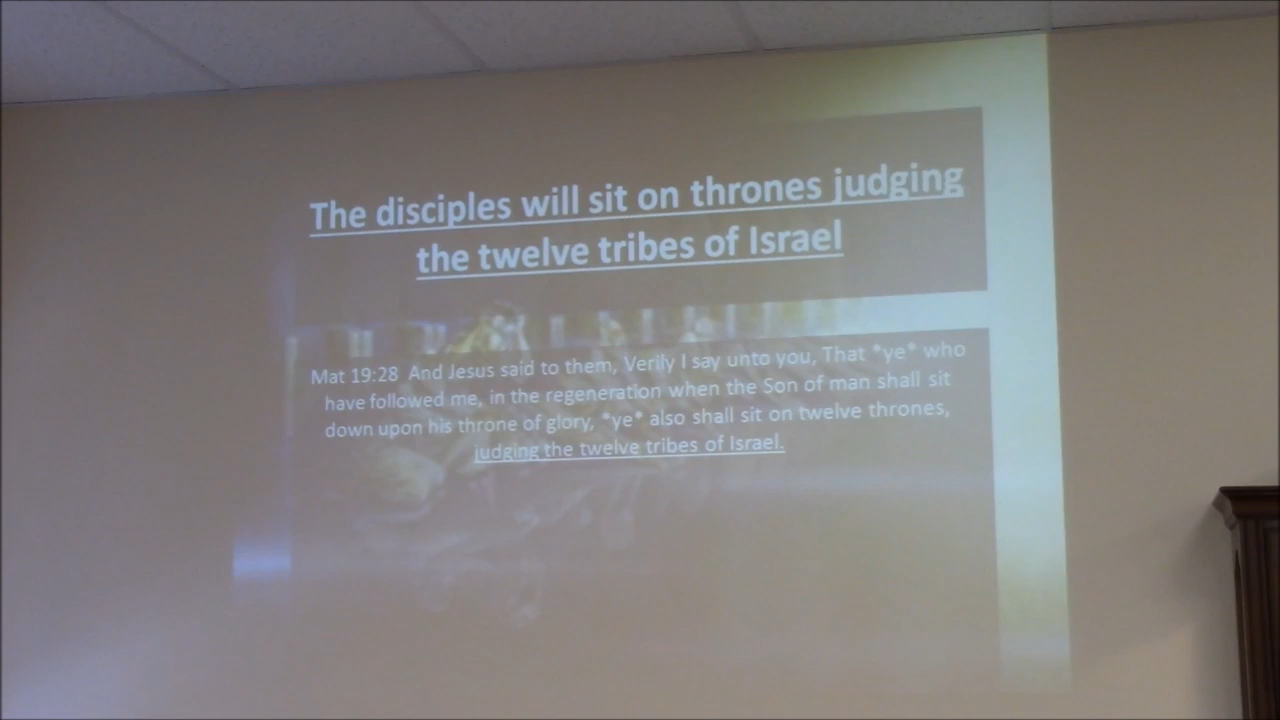 The disciples will sit on thrones judging
the twelve tribes of Israel
Mat 19:28 And Jesus said to them, Verily I say unto you, That *ye* who
have followed me, in the regeneration when the Son of man shall sit
down upon his throne of glory, *ye* also shall sit on twelve thrones,
judging the twelve tribes of Israel.